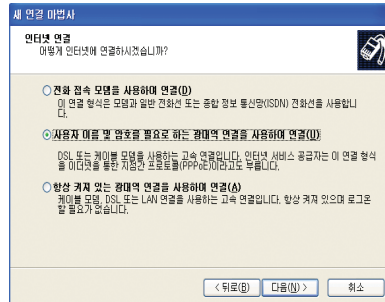 새 연결 마법사
인터넷 연결
어떻게 인터넷에 연결하시겠습니까?
전화 접속 모뎀을 사용하여 연결(D)
이 연결 형식은 모뎀과 일반 전화선 또는 종합 정보 통신망(ISDN) 전화선을 사용합니
다.
사용자 이름 및 암호를 필요로 하는 광대역 연결을 사용하여 연결(U)
DSL 또는 케이블 모뎀을 사용하는 고속 연결입니다. 인터넷 서비스 공급자는 이 연결 형식
을 이더넷을 통한 지점간 프로토콜(PPPoE)이라고도 부릅니다.
항상 켜져 있는 광대역 연결을 사용하여 연결(A)
케이블 모뎀, DSL 또는 LAN 연결을 사용하는 고속 연결입니다. 항상 켜져 있으며 로그온
할 필요가 없습니다.
< 뒤로(B) 다음(N) > 취소